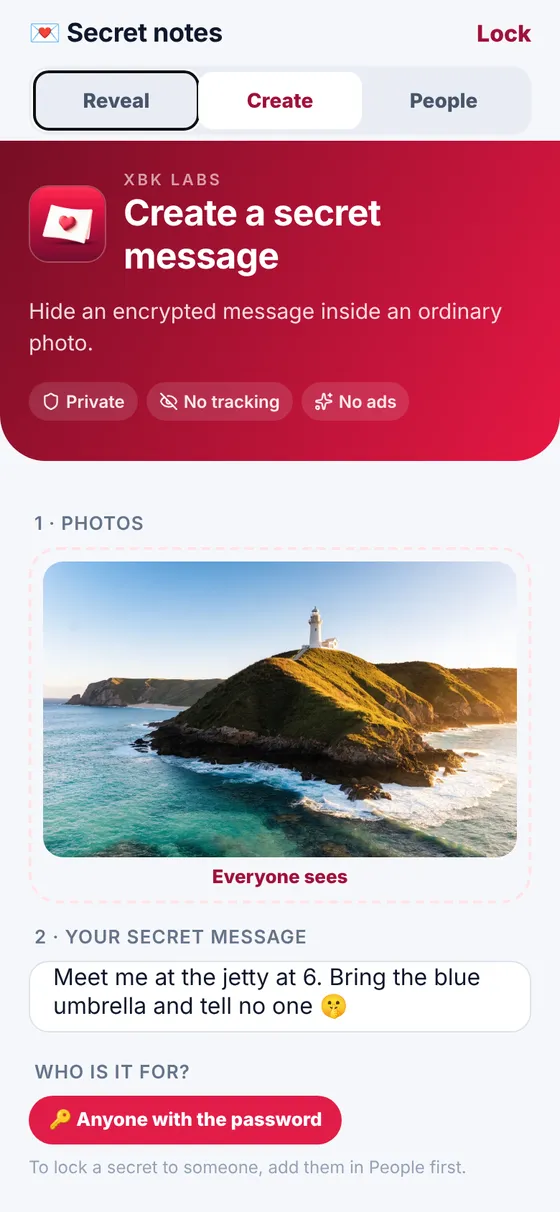 💌 Secret notes
Lock
Reveal
Create
People
XBK LABS
Create a secret
message
Hide an encrypted message inside an ordinary
photo.
Private
No tracking
No ads
1 · PHOTOS
Everyone sees
2 · YOUR SECRET MESSAGE
Meet me at the jetty at 6. Bring the blue
umbrella and tell no one 🤫
WHO IS IT FOR?
🔑 Anyone with the password
To lock a secret to someone, add them in People first.